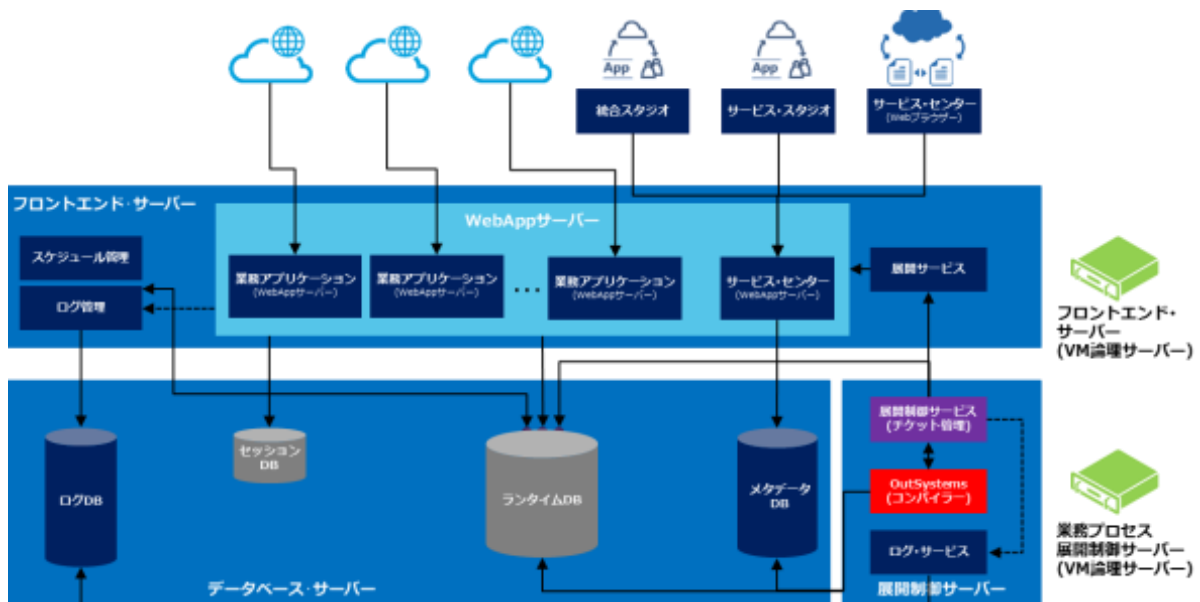 App
App
統合スタジオ
サービス・スタジオ
サービス・センター
(Webブラウザー)
フロントエンド・サーバー
WebAppサーバー
スケジュール管理
ログ管理
業務アプリケーション
(WebAppサーバー)
業務アプリケーション
(WebAppサーバー)
...
業務アプリケーション
(WebAppサーバー)
サービス・センター
(WebAppサーバー)
展開サービス
フロントエンド・
サーバー
(VM論理サーバー)
ログDB
セッション
DB
ランタイムDB
メタデータ
DB
展開制御サービス
(チケット管理)
OutSystems
(コンパイラー)
ログ・サービス
業務プロセス
展開制御サーバー
(VM論理サーバー)
データベース・サーバー
展開制御サーバー